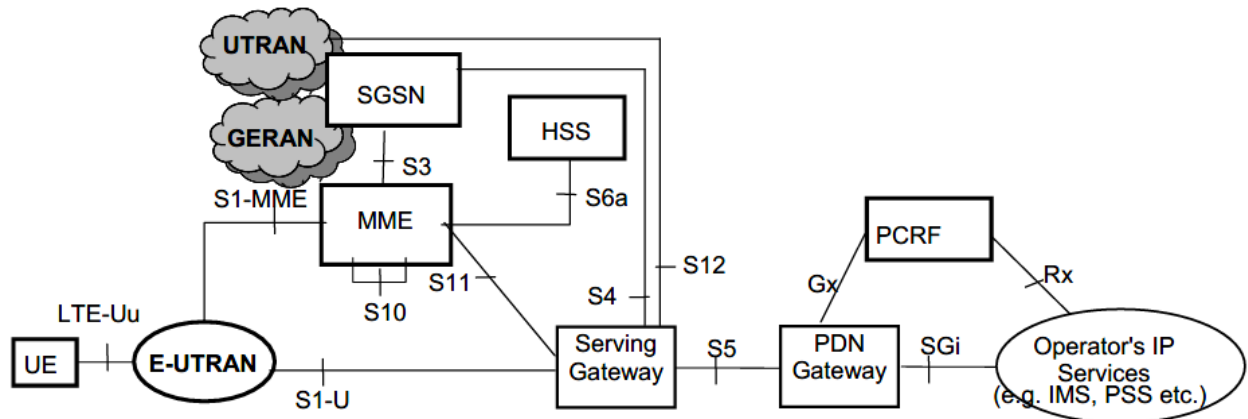 UTRAN
SGSN
GERAN
HSS
S3
S1-MME
S6a
MME
PCRF
S12
S11
Gx
Rx
S4
S10
LTE-Uu
UE
E-UTRAN
S1-U
Serving
Gateway
S5
PDN
Gateway
SGi
Operator's IP
Services
(e.g. IMS, PSS etc.)